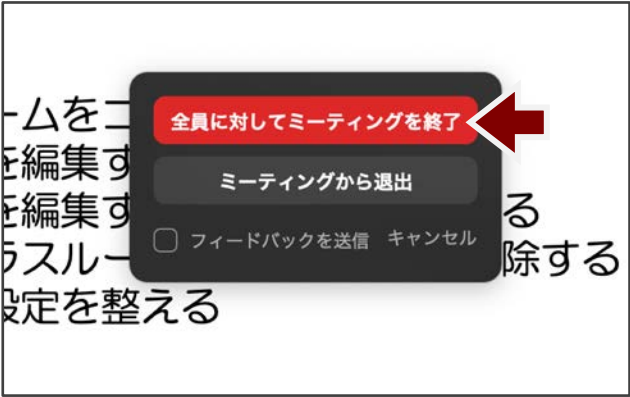 ームを
全員に対してミーティングを終了
を編集す
ミーティングから退出
を編集す
る
フィードバックを送信 キャンセル
ラスルー
除する
設定を整える